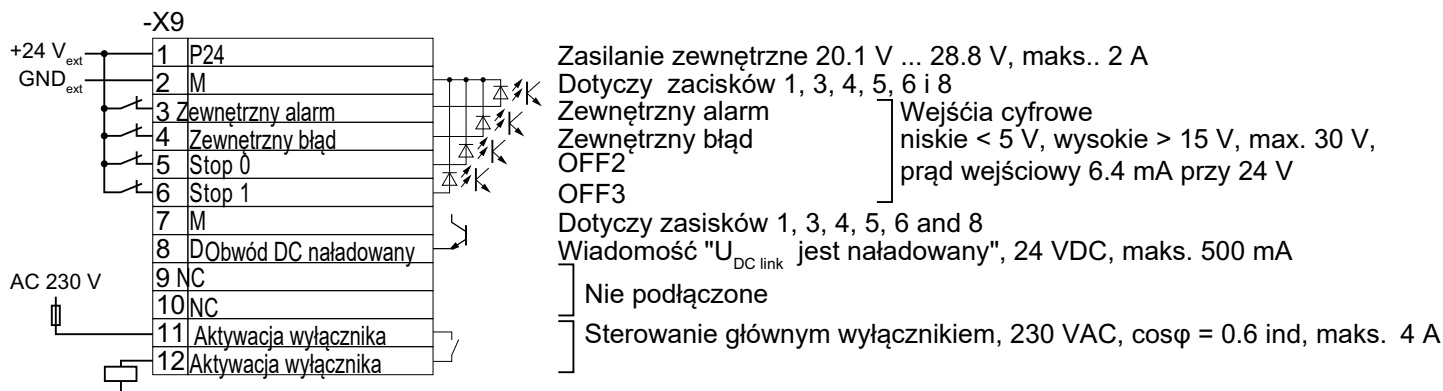 -X9
+24 V ext
GND ext
1 P24
2 M
3 Zewnętrzny alarm
4 Zewnętrzny błąd
5 Stop 0
6 Stop 1
7 M
8 DObwód DC naładowany
9 NC
10 NC
11 Aktywacja wyłącznika
12 Aktywacja wyłącznika
AC 230 V
Zasilanie zewnętrzne 20.1 V ... 28.8 V, maks.. 2 A
Dotyczy zacisków 1, 3, 4, 5, 6 i 8
Zewnętrzny alarm
Zewnętrzny błąd
OFF2
OFF3
Wejśćia cyfrowe
niskie < 5 V, wysokie > 15 V, max. 30 V,
prąd wejściowy 6.4 mA przy 24 V
Dotyczy zasisków 1, 3, 4, 5, 6 and 8
Wiadomość "U DC link jest naładowany", 24 VDC, maks. 500 mA
Nie podłączone
Sterowanie głównym wyłącznikiem, 230 VAC, cosφ = 0.6 ind, maks. 4 A